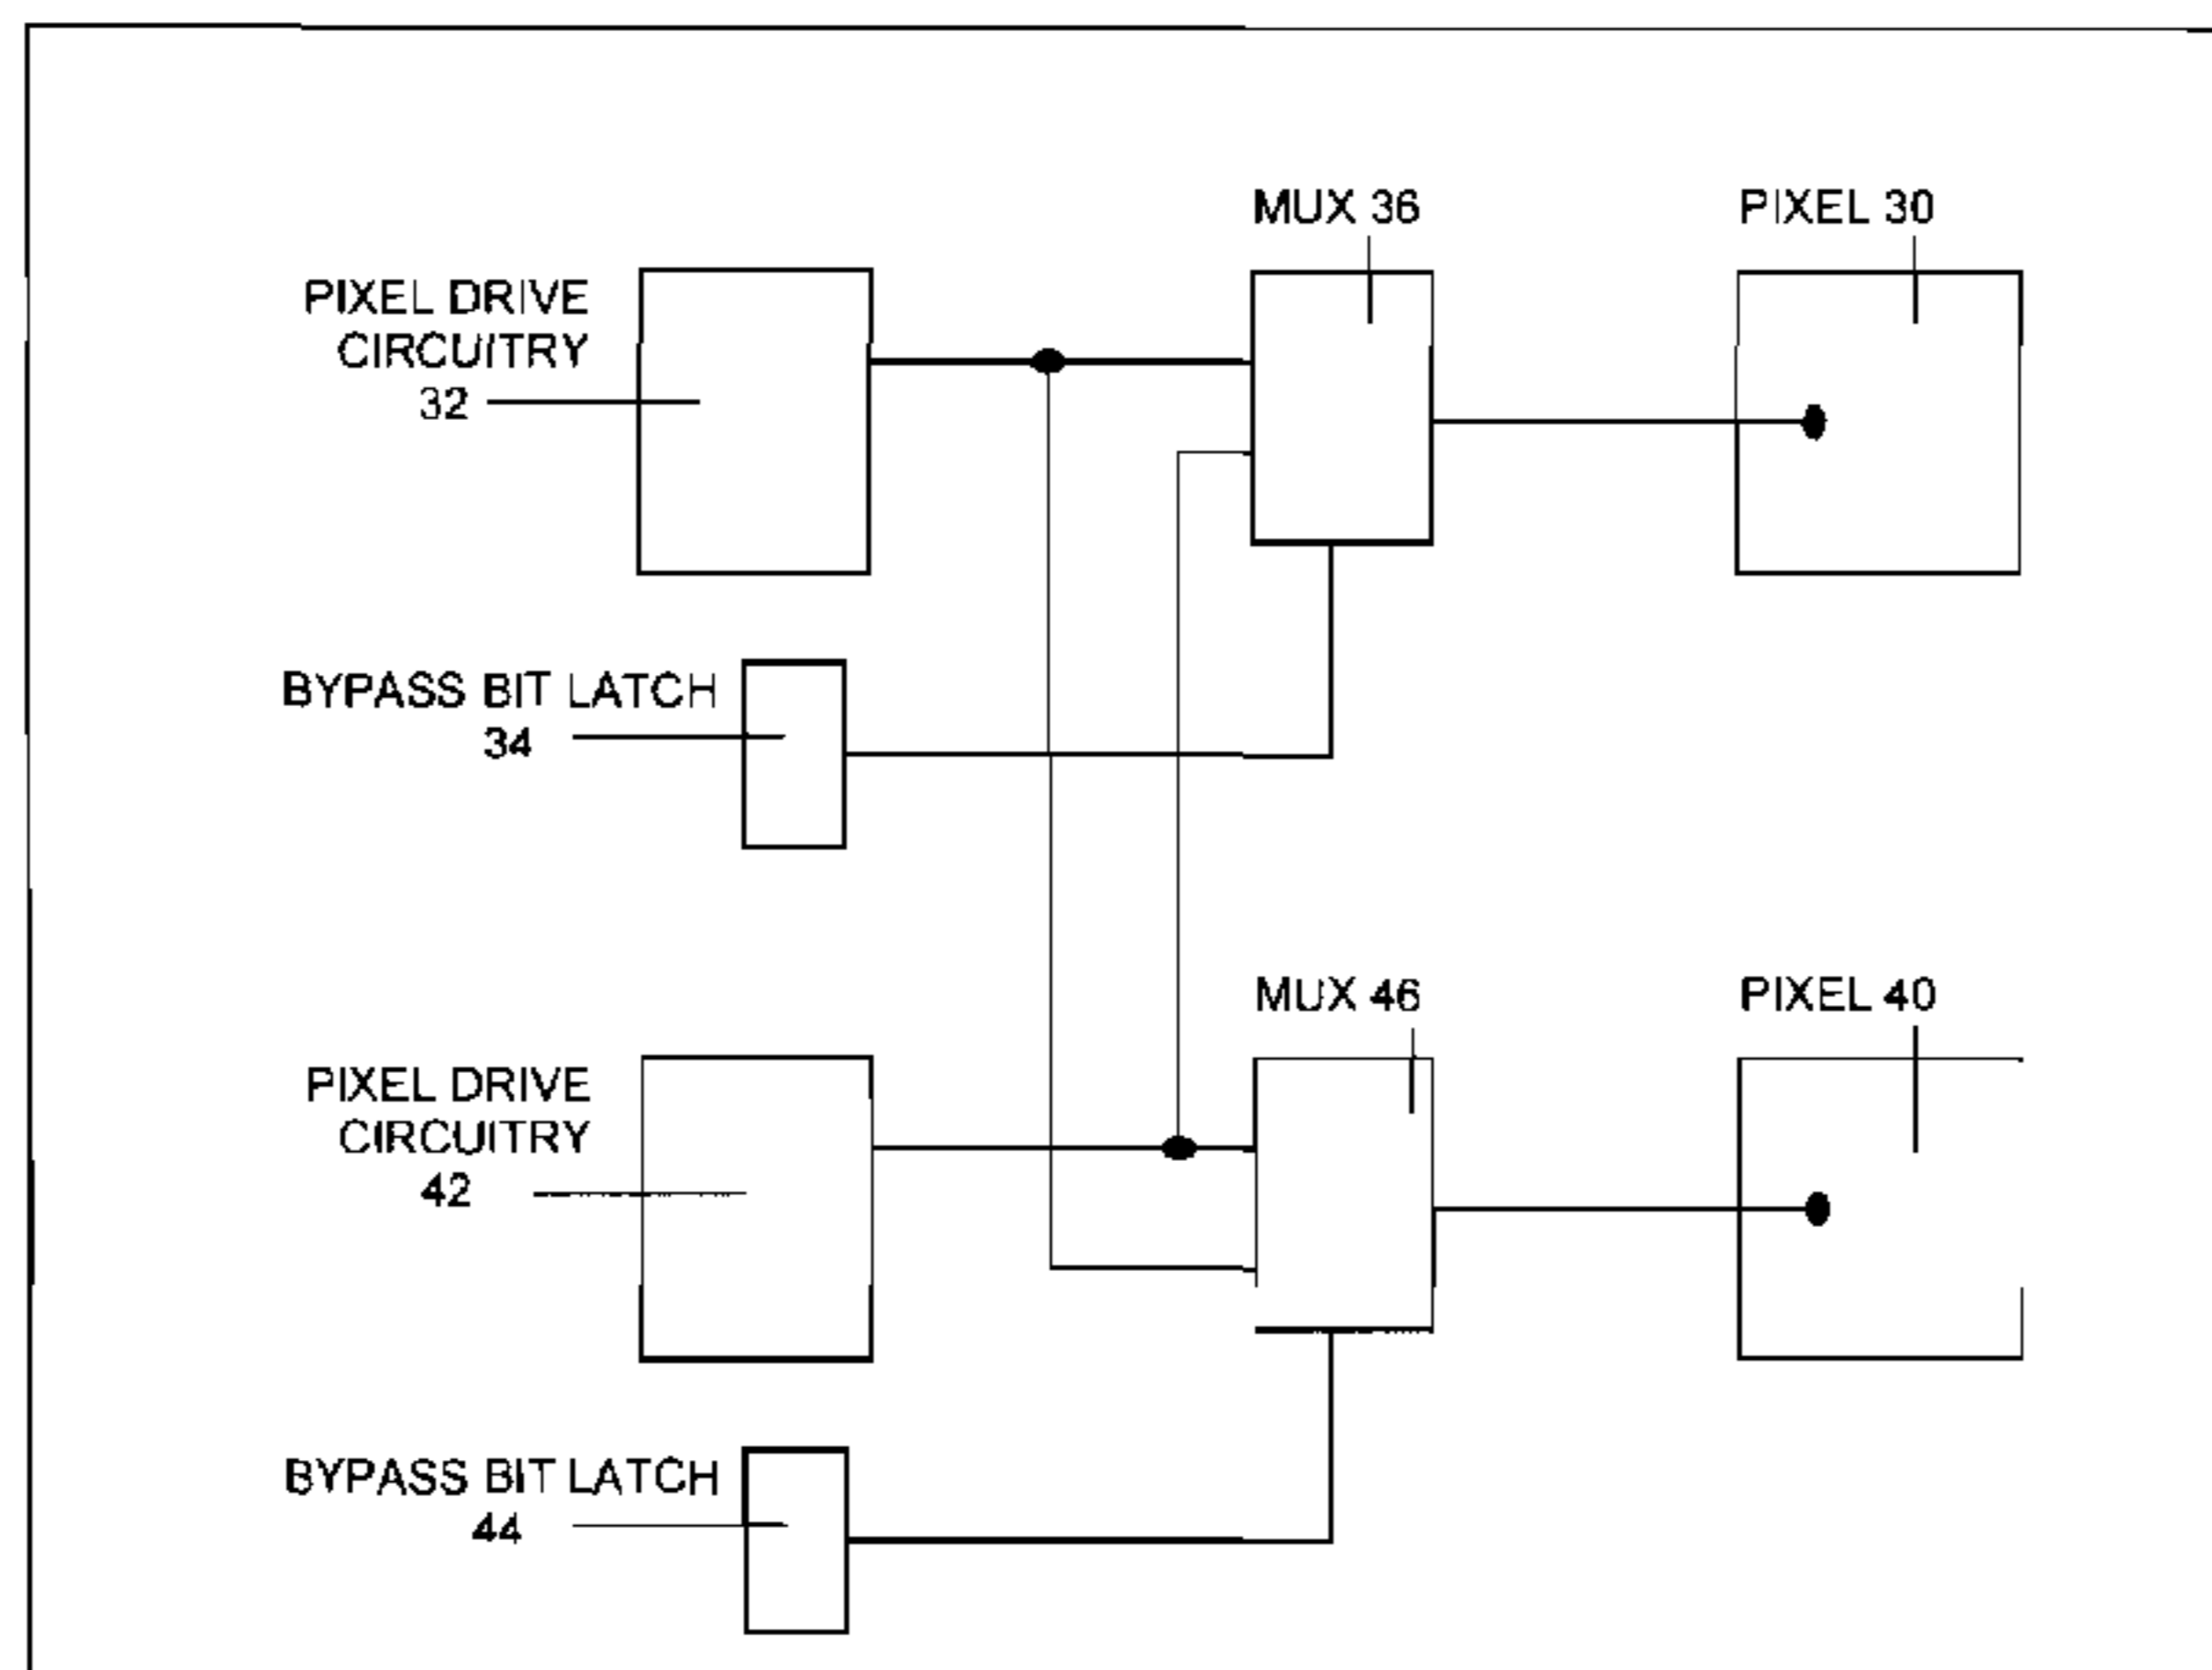 MUX 36
PIXEL 30
PIXEL DRIVE
CIRCUITRY
32
BYPASS BIT LATCH
34
MUX 46
PIXEL 40
PIXEL DRIVE
CIRCUITRY
42
BYPASS BIT LATCH
44